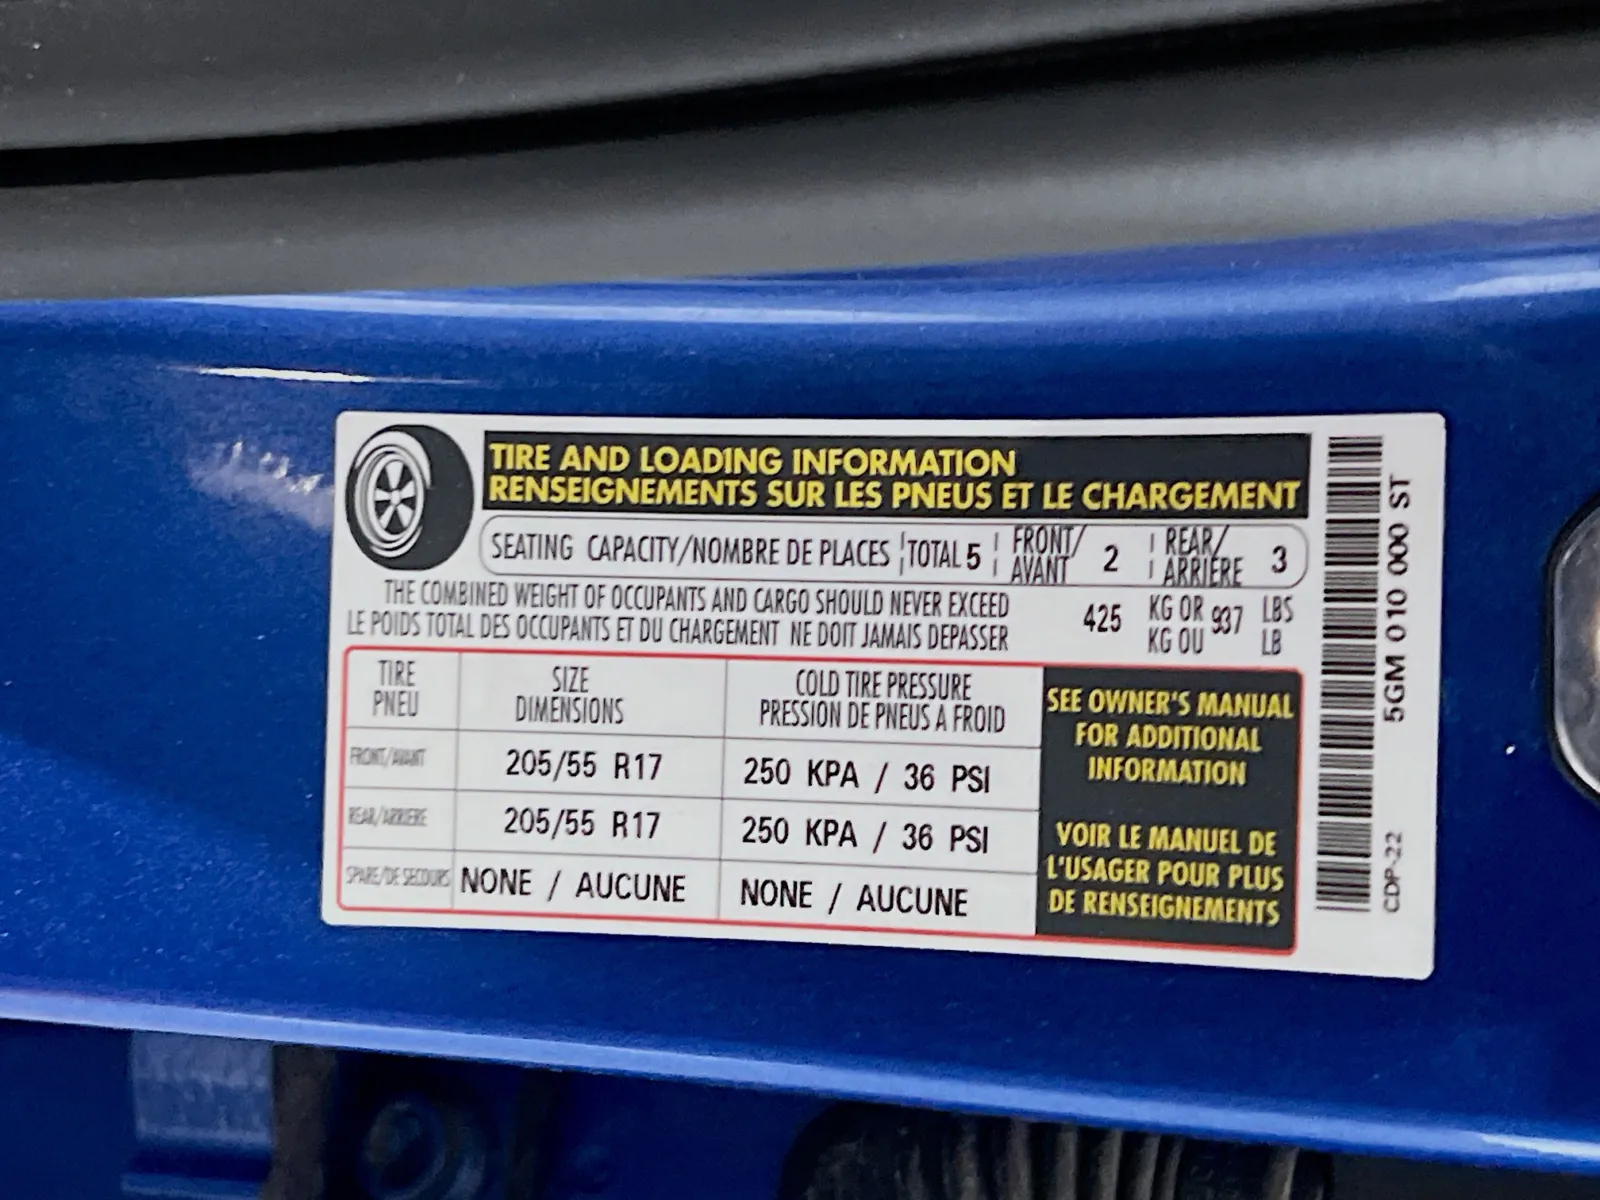 TIRE AND LOADING INFORMATION
RENSEIGNEMENTS SUR LES PNEUS ET LE CHARGEMENT
SEATING CAPACITY/NOMBRE DE PLACES TOTAL 5 FRONT/AVANT 2 REAR/ARRIERE 3
THE COMBINED WEIGHT OF OCCUPANTS AND CARGO SHOULD NEVER EXCEED 425 KG OR 937 LBS
LE POIDS TOTAL DES OCCUPANTS ET DU CHARGEMENT NE DOIT JAMAIS DEPASSER KG OU LB
TIRE SIZE COLD TIRE PRESSURE
PNEU DIMENSIONS PRESSION DE PNEUS A FROID
FRONT/AVANT 205/55 R17 250 KPA / 36 PSI
REAR/ARRIERE 205/55 R17 250 KPA / 36 PSI
SPARE/DE SECOURS NONE / AUCUNE NONE / AUCUNE
SEE OWNER'S MANUAL
FOR ADDITIONAL
INFORMATION
VOIR LE MANUEL DE
L'USAGER POUR PLUS
DE RENSEIGNEMENTS
5GM 010 000 ST
CDP-22